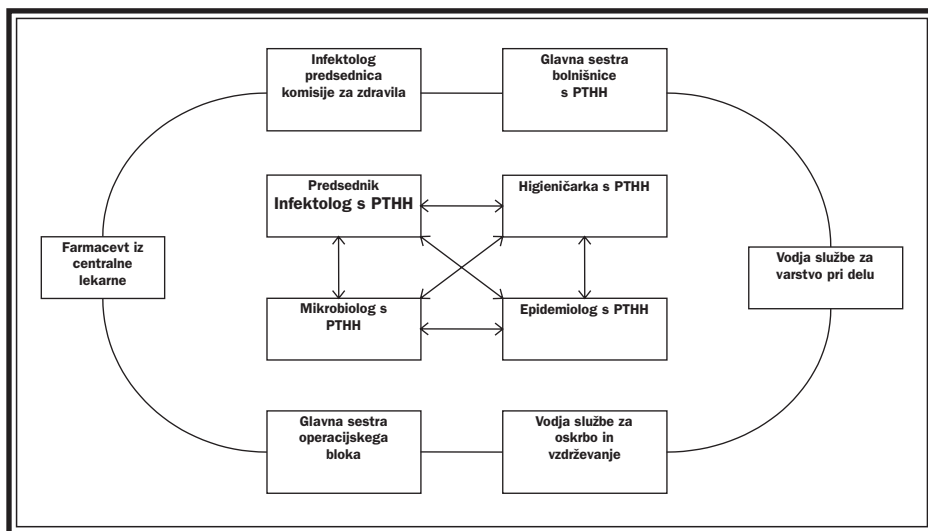 Infektolog
predsednica
komisije za zdravila
Glavna sestra
bolnišnice
s PTHH
Predsednik
Infektolog s PTHH
Higieničarka s PTHH
Farmacevt iz
centralne
lekarne
Vodja službe za
varstvo pri delu
Mikrobiolog s
PTHH
Epidemiolog s PTHH
Glavna sestra
operacijskega
bloka
Vodja službe za
oskrbo in
vzdrževanje